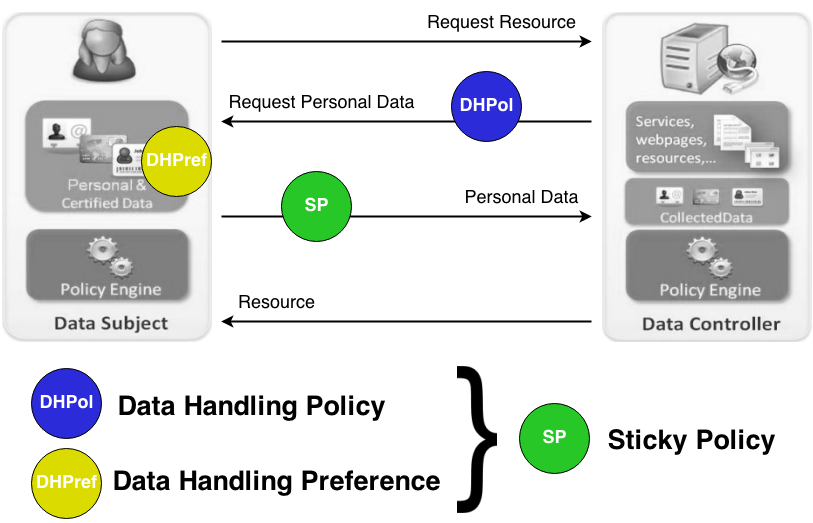 Request Resource
Request Personal Data
DHPol
DHPref
Personal &
Certified Data
Policy Engine
Data Subject
SP
Personal Data
Resource
Services,
webpages,
resources,...
CollectedData
Policy Engine
Data Controller
DHPol
Data Handling Policy
DHPref
Data Handling Preference
SP
Sticky Policy